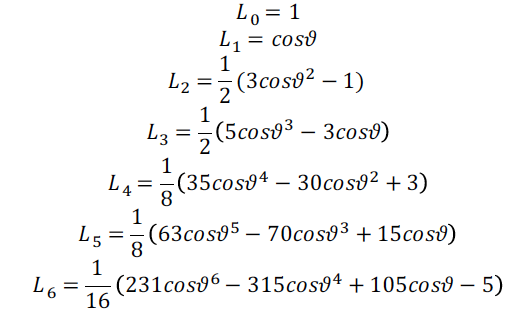 L₀ = 1
L₁ = cosϑ
L₂ = 1/2 (3cosϑ² − 1)
L₃ = 1/2 (5cosϑ³ − 3cosϑ)
L₄ = 1/8 (35cosϑ⁴ − 30cosϑ² + 3)
L₅ = 1/8 (63cosϑ⁵ − 70cosϑ³ + 15cosϑ)
L₆ = 1/16 (231cosϑ⁶ − 315cosϑ⁴ + 105cosϑ − 5)